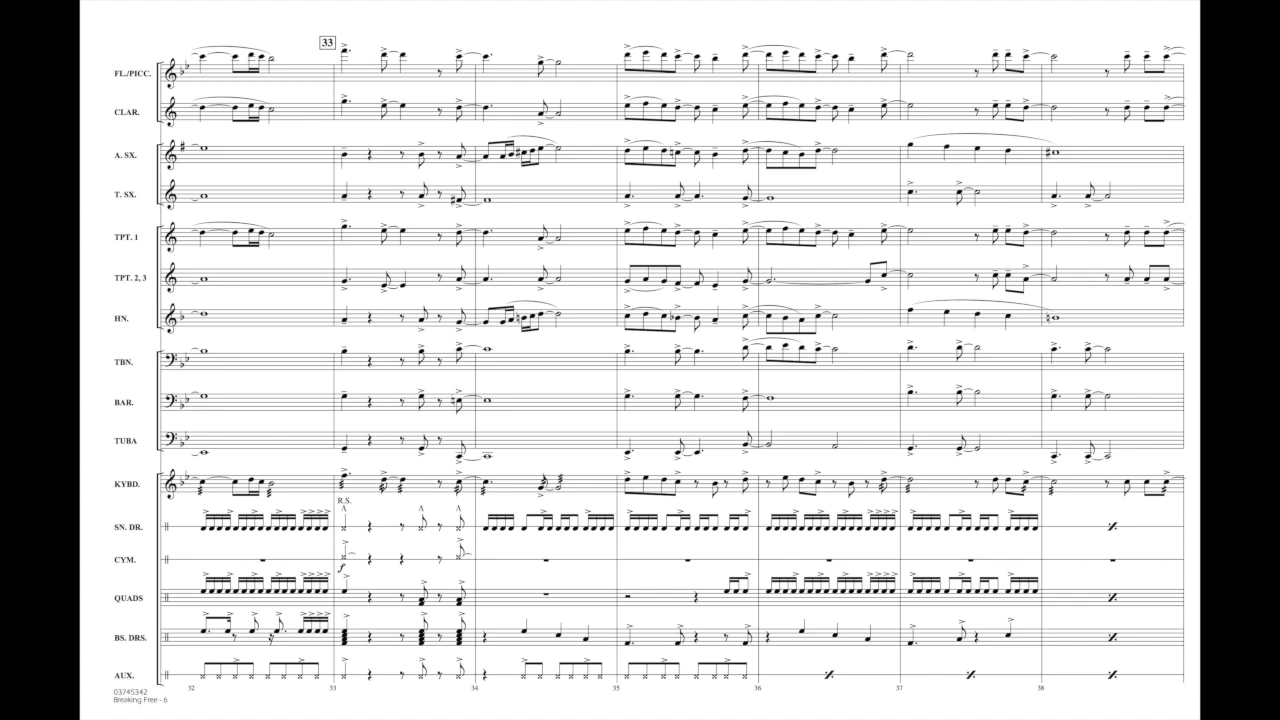 33
FL/PICC.
CLAR.
A. SX.
T. SX.
TPT. 1
TPT. 2, 3
HN.
TBN.
BAR.
TUBA
KYBD.
R.S.
SN. DR.
CYM.
f
QUADS
BS. DRS.
AUX.
32 33 34 35 36 37 38
03745342
Breaking Free - 6